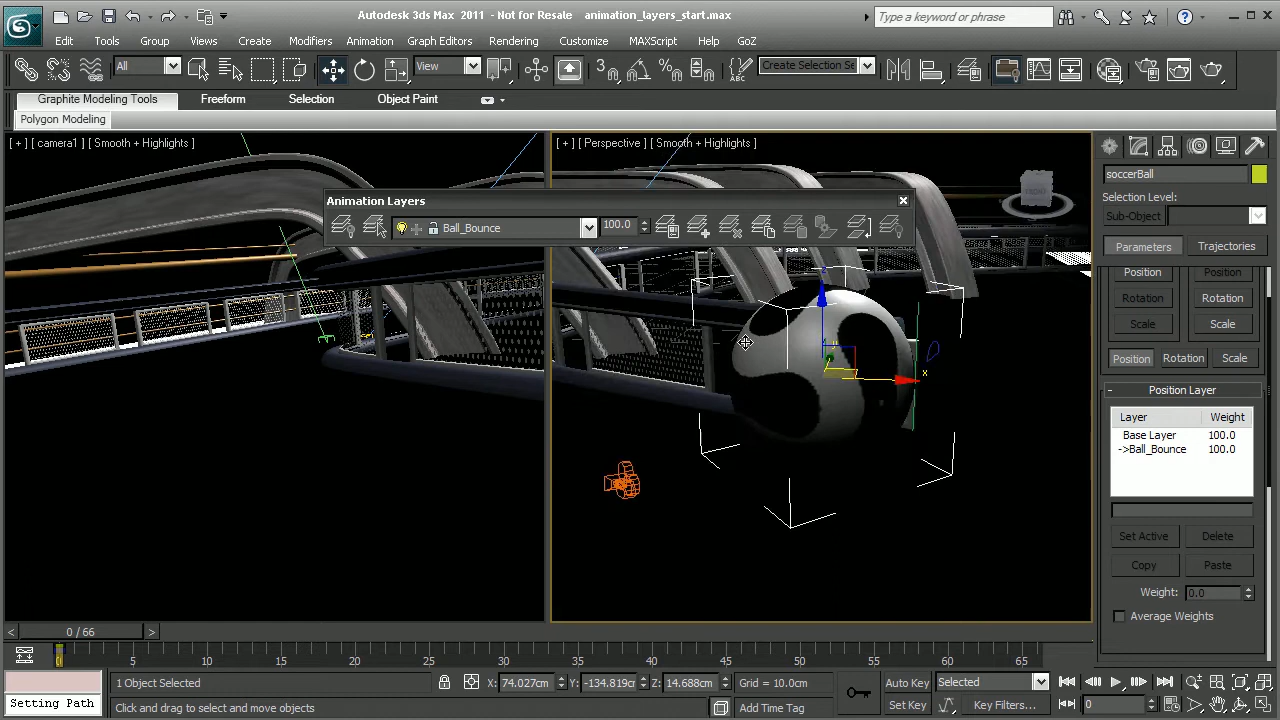 Autodesk 3ds Max 2011 - Not for Resale animation_layers_start.max
Type a keyword or phrase
Edit Tools Group Views Create Modifiers Animation Graph Editors Rendering Customize MAXScript Help GoZ
All View Create Selection Se
Graphite Modeling Tools Freeform Selection Object Paint
Polygon Modeling
[ + ] [ camera1 ] [ Smooth + Highlights ] [ + ] [ Perspective ] [ Smooth + Highlights ]
soccerBall
Animation Layers
Selection Level:
Sub-Object
Ball_Bounce 100.0
Parameters Trajectories
Position Position
Rotation Rotation
Scale Scale
Position Rotation Scale
x
- Position Layer
Layer Weight
Base Layer 100.0
->Ball_Bounce 100.0
Set Active Delete
Copy Paste
Weight: 0.0
Average Weights
< 0 / 66 >
0 5 10 15 20 25 30 35 40 45 50 55 60 65
1 Object Selected X: 74.027cm Y: -134.819cm Z: 14.688cm Grid = 10.0cm Auto Key Selected
Setting Path Click and drag to select and move objects Add Time Tag Set Key Key Filters... 0